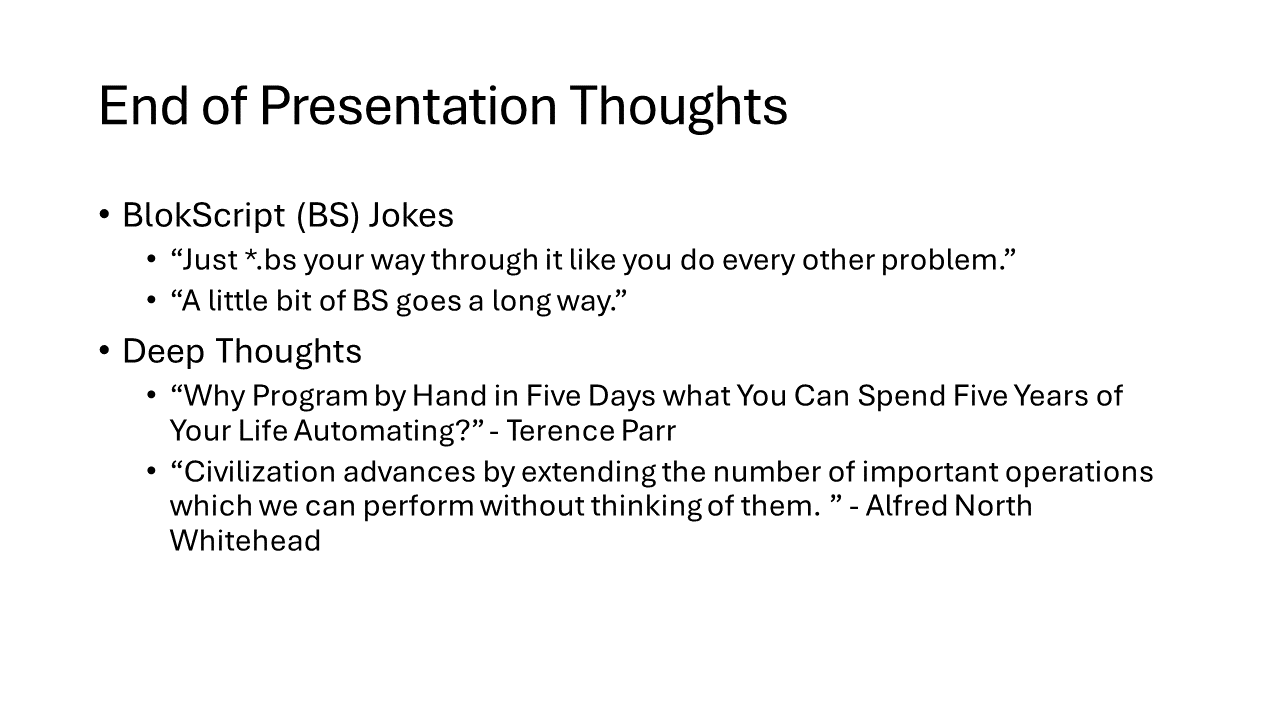 End of Presentation Thoughts
• BlokScript (BS) Jokes
• “Just *.bs your way through it like you do every other problem.”
• “A little bit of BS goes a long way.”
• Deep Thoughts
• “Why Program by Hand in Five Days what You Can Spend Five Years of
Your Life Automating?” - Terence Parr
• “Civilization advances by extending the number of important operations
which we can perform without thinking of them. ” - Alfred North
Whitehead